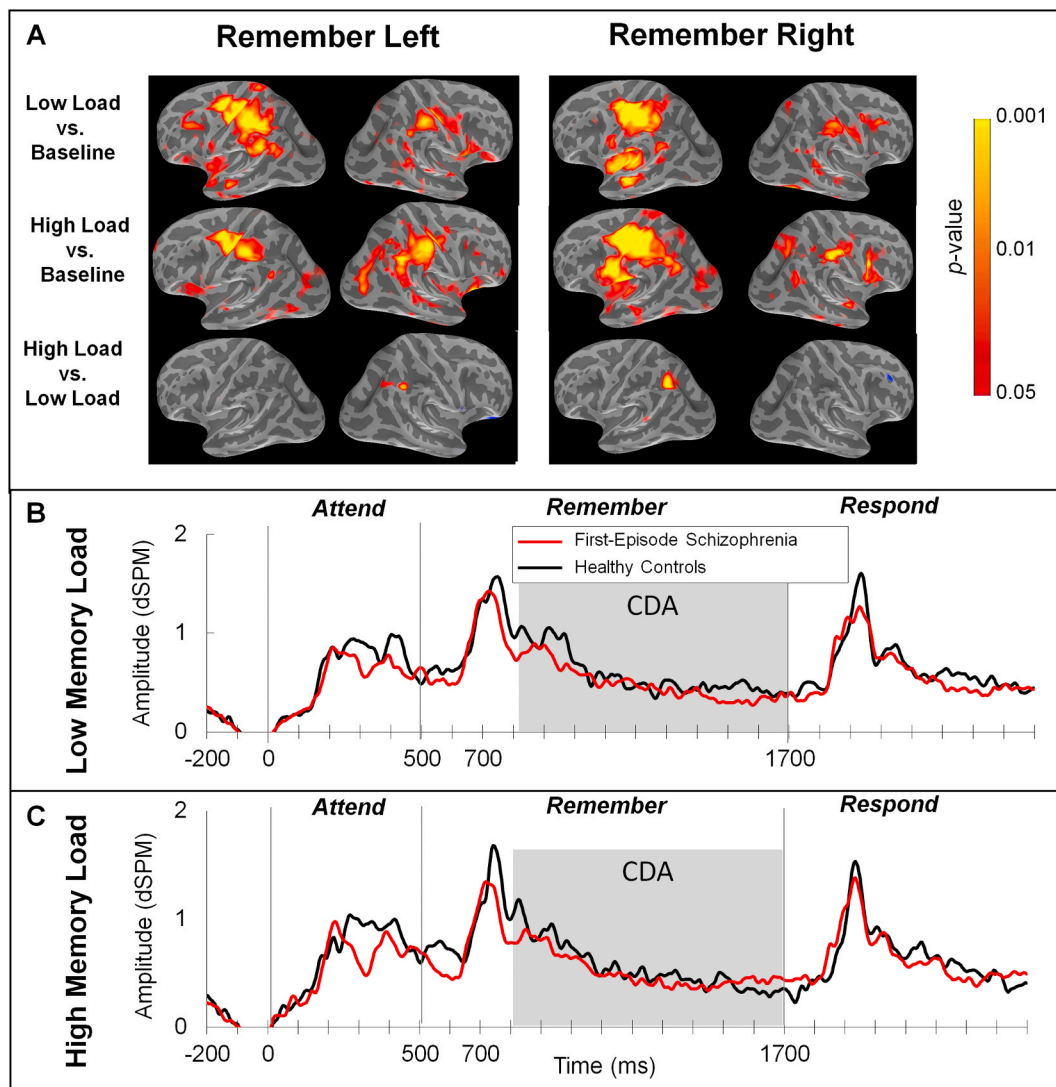 A
Remember Left
Remember Right
Low Load
vs.
Baseline
High Load
vs.
Baseline
High Load
vs.
Low Load
0.001
0.01
0.05
p-value
B
Low Memory Load
Attend
Remember
Respond
First-Episode Schizophrenia
Healthy Controls
CDA
Amplitude (dSPM)
2
1
0
-200
0
500
700
1700
C
High Memory Load
Attend
Remember
Respond
CDA
Amplitude (dSPM)
2
1
0
-200
0
500
700
1700
Time (ms)